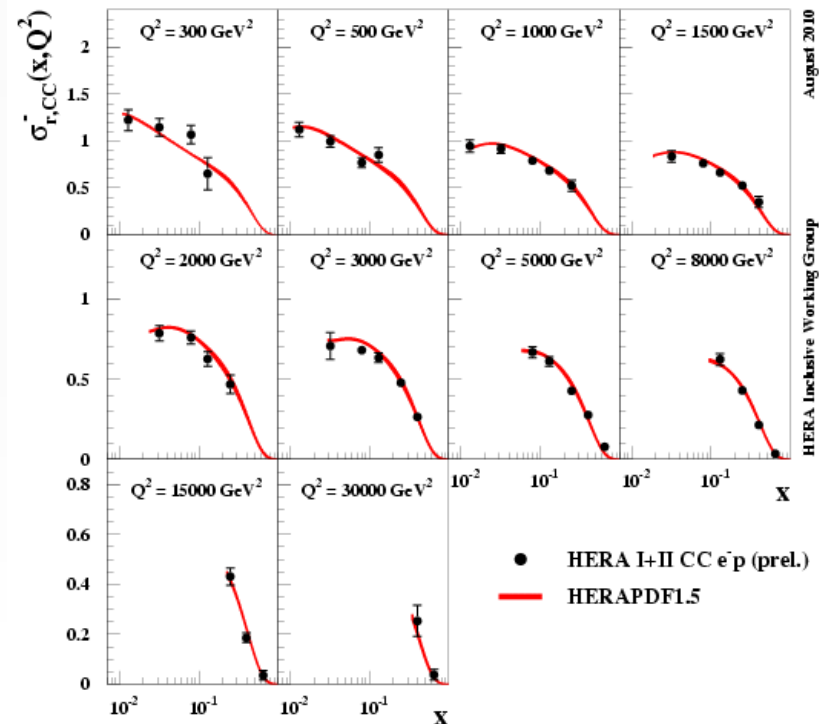 σ⁻r,CC(x,Q²)
Q² = 300 GeV²
Q² = 500 GeV²
Q² = 1000 GeV²
Q² = 1500 GeV²
August 2010
2
1.5
1
0.5
0
Q² = 2000 GeV²
Q² = 3000 GeV²
Q² = 5000 GeV²
Q² = 8000 GeV²
HERA Inclusive Working Group
1
0.5
0
10⁻² 10⁻¹ 10⁻² 10⁻¹
x
Q² = 15000 GeV²
Q² = 30000 GeV²
0.8
0.6
0.4
0.2
0
10⁻² 10⁻¹ 10⁻² 10⁻¹
x
HERA I+II CC e⁻p (prel.)
HERAPDF1.5